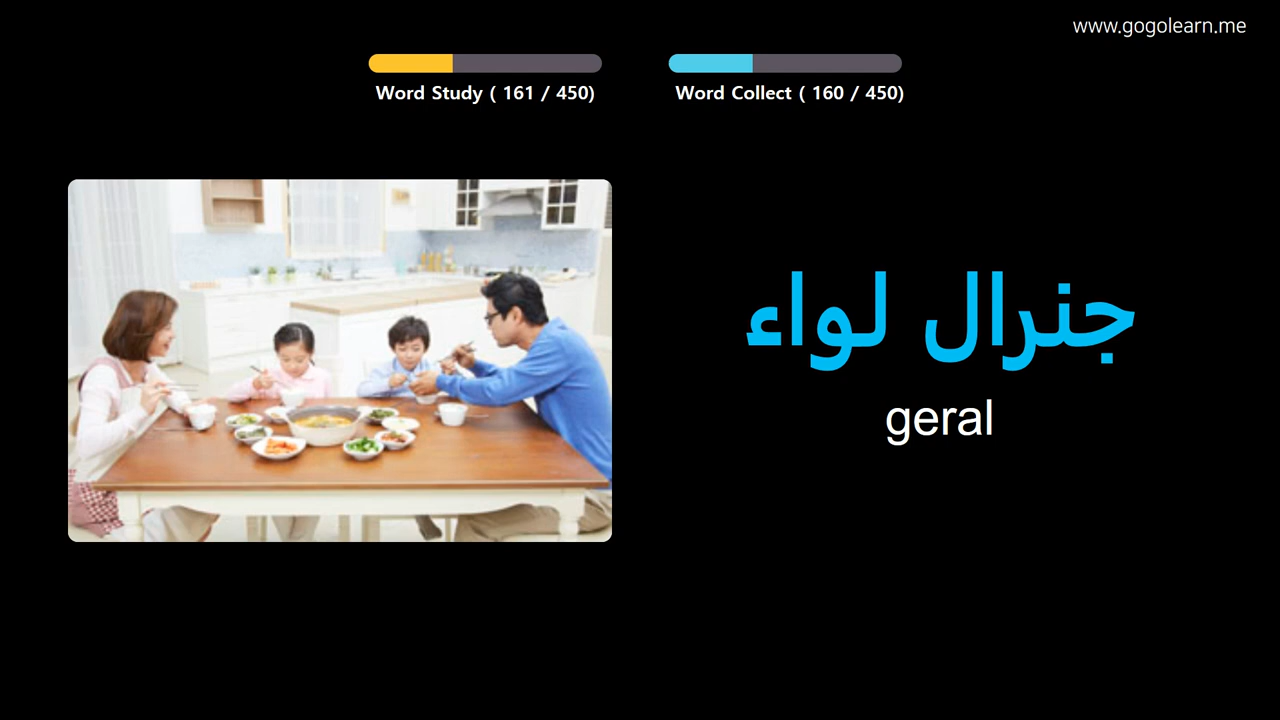 www.gogolearn.me
Word Study ( 161 / 450)
Word Collect ( 160 / 450)
جنرال لواء
geral